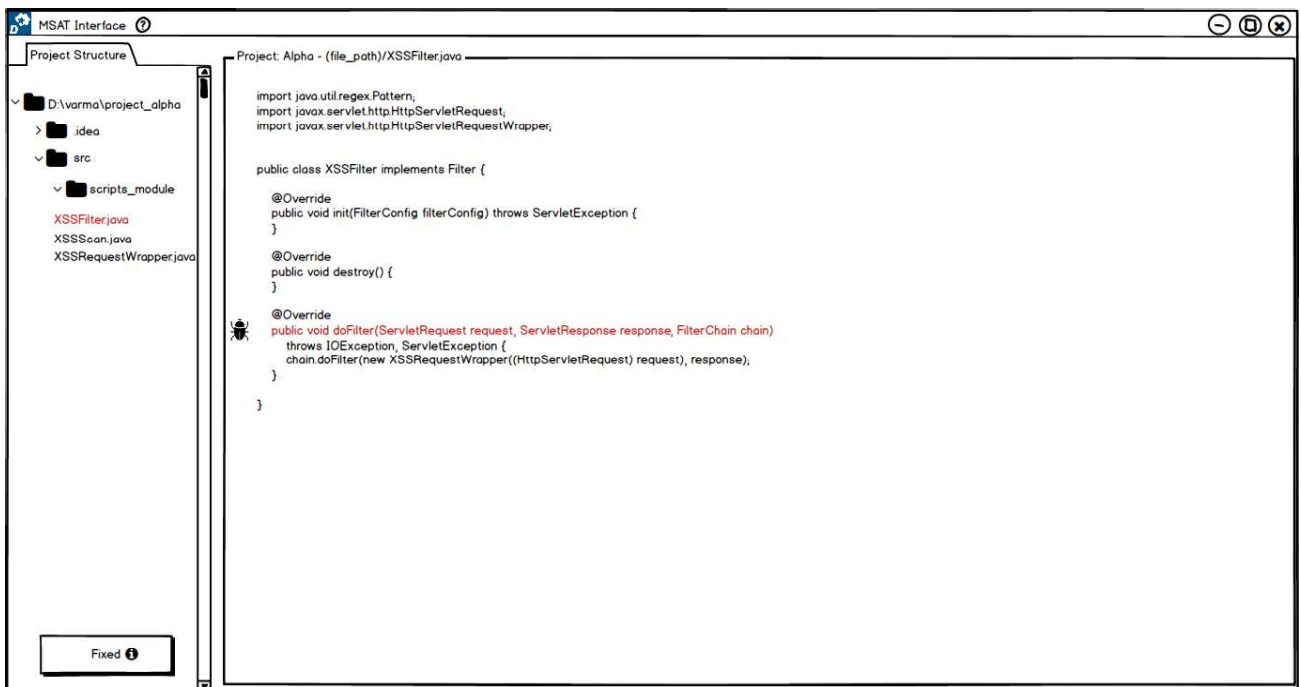 MSAT Interface ?
Project Structure
D:\varma\project_alpha
.idea
src
scripts_module
XSSFilter.java
XSSScan.java
XSSRequestWrapper.java
Fixed
Project: Alpha - (file_path)/XSSFilter.java
import java.util.regex.Pattern;
import javax.servlet.http.HttpServletRequest;
import javax.servlet.http.HttpServletRequestWrapper;
public class XSSFilter implements Filter {
@Override
public void init(FilterConfig filterConfig) throws ServletException {
}
@Override
public void destroy() {
}
@Override
public void doFilter(ServletRequest request, ServletResponse response, FilterChain chain)
throws IOException, ServletException {
chain.doFilter(new XSSRequestWrapper((HttpServletRequest) request), response);
}
}